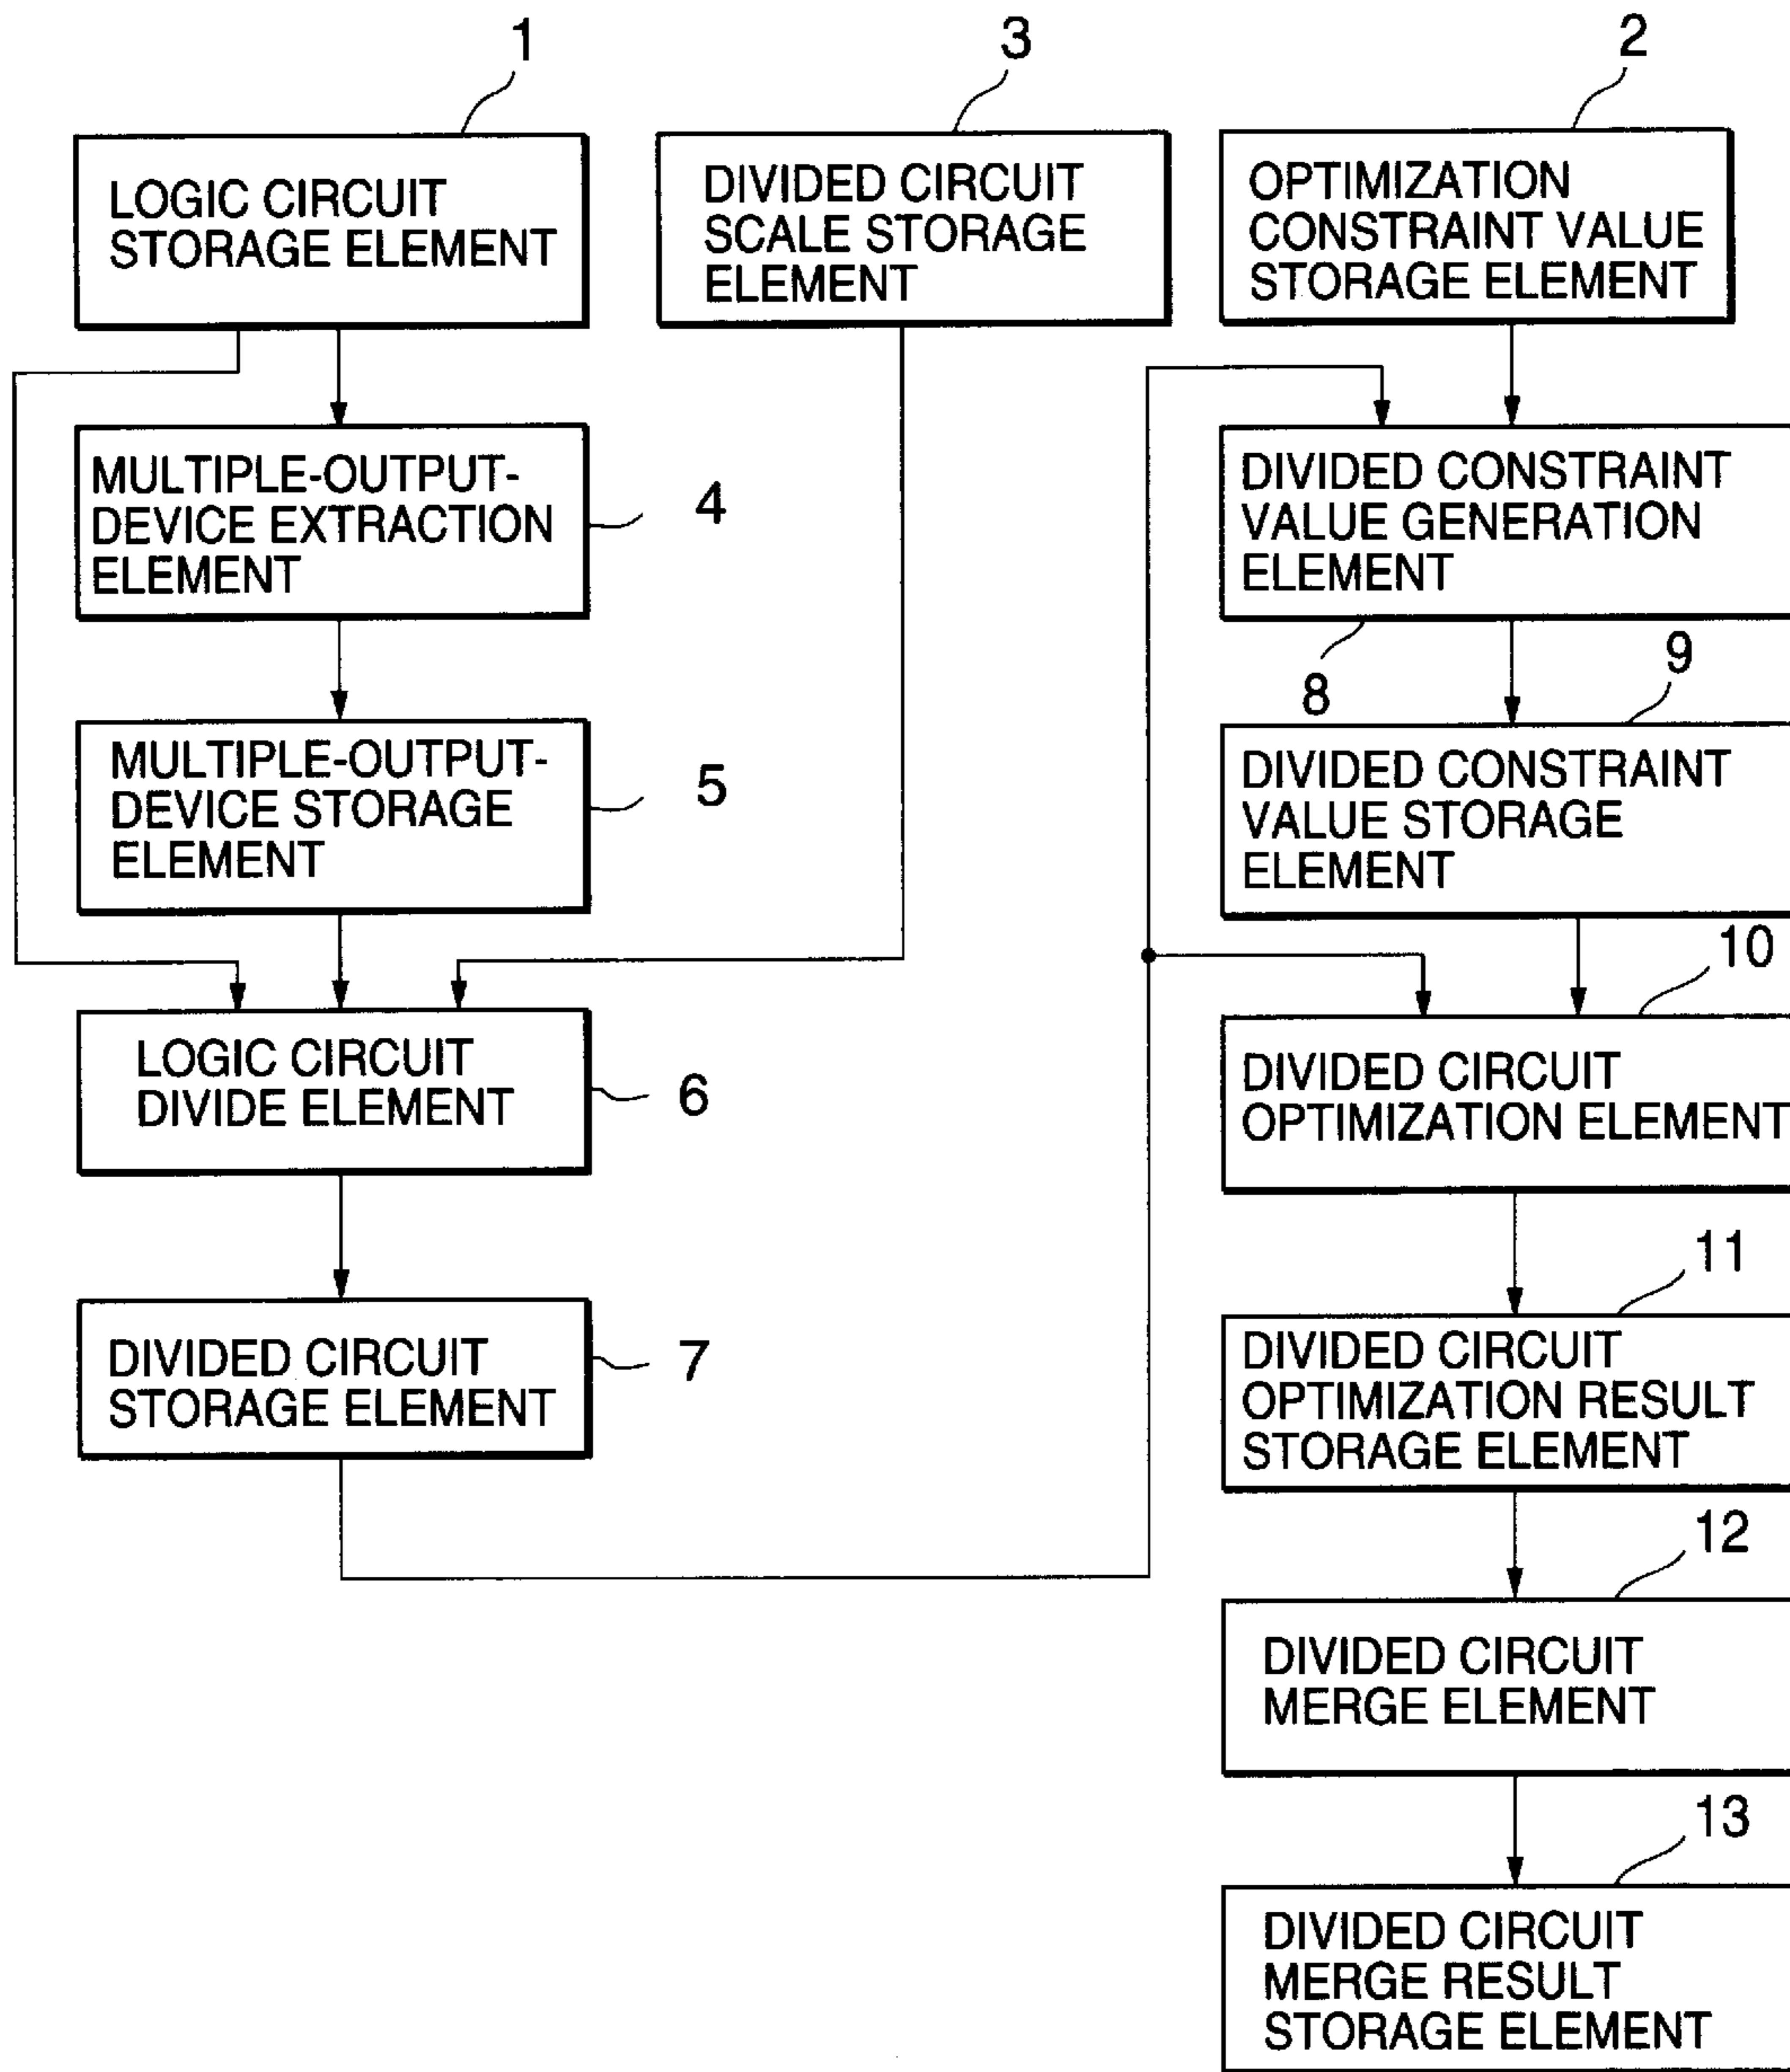 1
3
2
LOGIC CIRCUIT
STORAGE ELEMENT
DIVIDED CIRCUIT
SCALE STORAGE
ELEMENT
OPTIMIZATION
CONSTRAINT VALUE
STORAGE ELEMENT
MULTIPLE-OUTPUT-
DEVICE EXTRACTION
ELEMENT
4
DIVIDED CONSTRAINT
VALUE GENERATION
ELEMENT
8
9
MULTIPLE-OUTPUT-
DEVICE STORAGE
ELEMENT
5
DIVIDED CONSTRAINT
VALUE STORAGE
ELEMENT
10
LOGIC CIRCUIT
DIVIDE ELEMENT
6
DIVIDED CIRCUIT
OPTIMIZATION ELEMENT
11
DIVIDED CIRCUIT
STORAGE ELEMENT
7
DIVIDED CIRCUIT
OPTIMIZATION RESULT
STORAGE ELEMENT
12
DIVIDED CIRCUIT
MERGE ELEMENT
13
DIVIDED CIRCUIT
MERGE RESULT
STORAGE ELEMENT